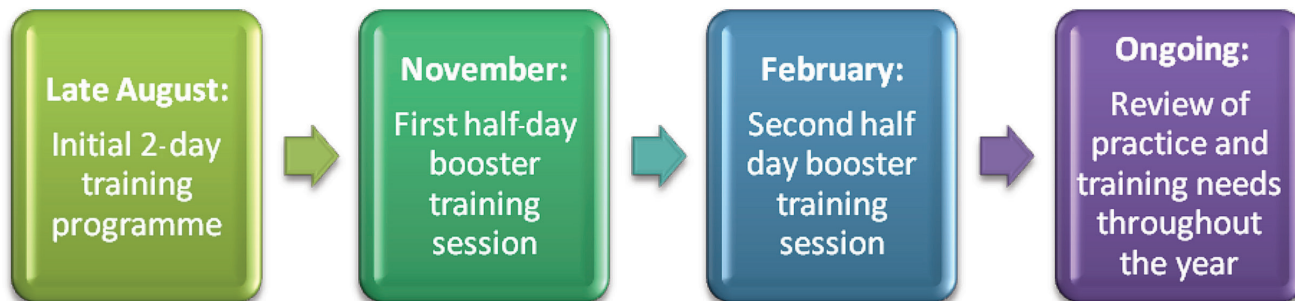 Late August:
Initial 2-day
training
programme
November:
First half-day
booster
training
session
February:
Second half
day booster
training
session
Ongoing:
Review of
practice and
training needs
throughout
the year